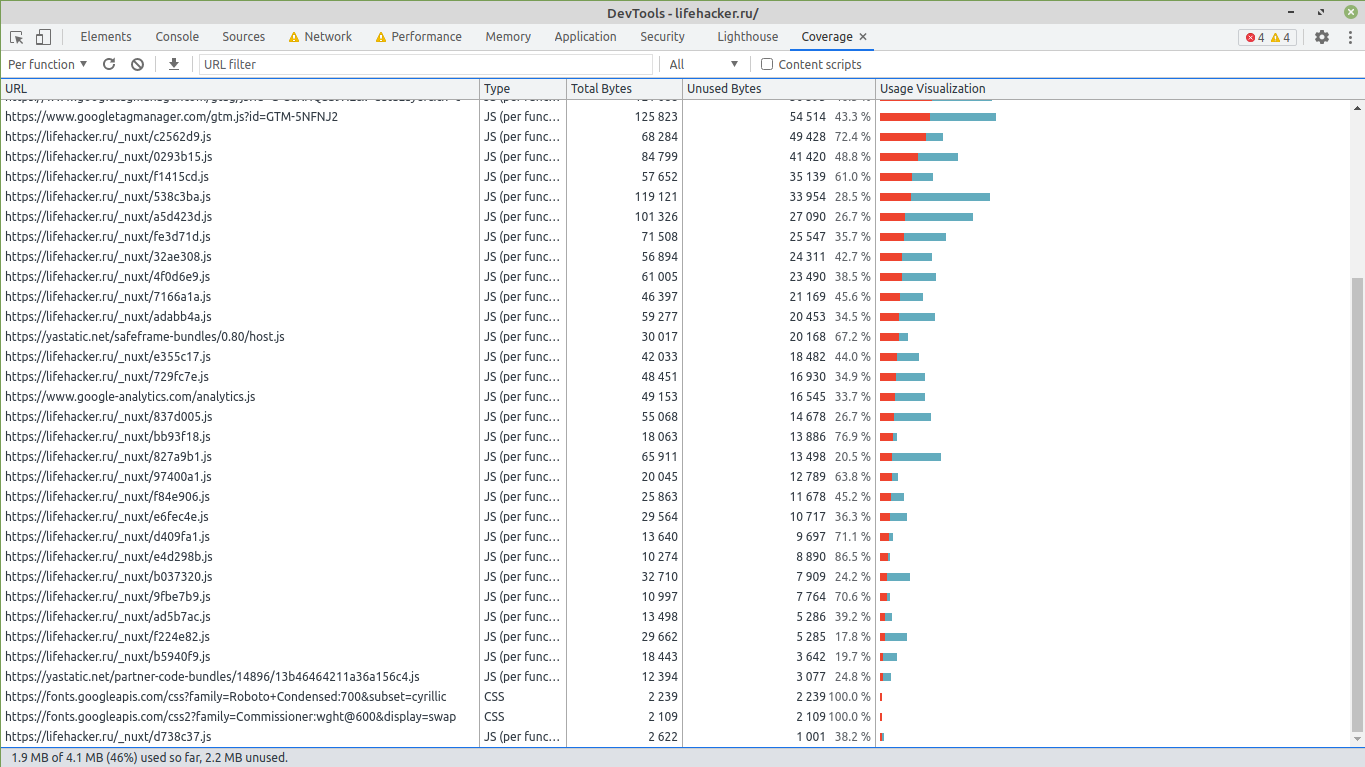 DevTools - lifehacker.ru/
Elements Console Sources Network Performance Memory Application Security Lighthouse Coverage 4 4
Per function URL filter All Content scripts
URL Type Total Bytes Unused Bytes Usage Visualization
https://www.googletagmanager.com/gtm.js?id=GTM-5NFNJ2 JS (per func… 125 823 54 514 43.3 %
https://lifehacker.ru/_nuxt/c2562d9.js JS (per func… 68 284 49 428 72.4 %
https://lifehacker.ru/_nuxt/0293b15.js JS (per func… 84 799 41 420 48.8 %
https://lifehacker.ru/_nuxt/f1415cd.js JS (per func… 57 652 35 139 61.0 %
https://lifehacker.ru/_nuxt/538c3ba.js JS (per func… 119 121 33 954 28.5 %
https://lifehacker.ru/_nuxt/a5d423d.js JS (per func… 101 326 27 090 26.7 %
https://lifehacker.ru/_nuxt/fe3d71d.js JS (per func… 71 508 25 547 35.7 %
https://lifehacker.ru/_nuxt/32ae308.js JS (per func… 56 894 24 311 42.7 %
https://lifehacker.ru/_nuxt/4f0d6e9.js JS (per func… 61 005 23 490 38.5 %
https://lifehacker.ru/_nuxt/7166a1a.js JS (per func… 46 397 21 169 45.6 %
https://lifehacker.ru/_nuxt/adabb4a.js JS (per func… 59 277 20 453 34.5 %
https://yastatic.net/safeframe-bundles/0.80/host.js JS (per func… 30 017 20 168 67.2 %
https://lifehacker.ru/_nuxt/e355c17.js JS (per func… 42 033 18 482 44.0 %
https://lifehacker.ru/_nuxt/729fc7e.js JS (per func… 48 451 16 930 34.9 %
https://www.google-analytics.com/analytics.js JS (per func… 49 153 16 545 33.7 %
https://lifehacker.ru/_nuxt/837d005.js JS (per func… 55 068 14 678 26.7 %
https://lifehacker.ru/_nuxt/bb93f18.js JS (per func… 18 063 13 886 76.9 %
https://lifehacker.ru/_nuxt/827a9b1.js JS (per func… 65 911 13 498 20.5 %
https://lifehacker.ru/_nuxt/97400a1.js JS (per func… 20 045 12 789 63.8 %
https://lifehacker.ru/_nuxt/f84e906.js JS (per func… 25 863 11 678 45.2 %
https://lifehacker.ru/_nuxt/e6fec4e.js JS (per func… 29 564 10 717 36.3 %
https://lifehacker.ru/_nuxt/d409fa1.js JS (per func… 13 640 9 697 71.1 %
https://lifehacker.ru/_nuxt/e4d298b.js JS (per func… 10 274 8 890 86.5 %
https://lifehacker.ru/_nuxt/b037320.js JS (per func… 32 710 7 909 24.2 %
https://lifehacker.ru/_nuxt/9fbe7b9.js JS (per func… 10 997 7 764 70.6 %
https://lifehacker.ru/_nuxt/ad5b7ac.js JS (per func… 13 498 5 286 39.2 %
https://lifehacker.ru/_nuxt/f224e82.js JS (per func… 29 662 5 285 17.8 %
https://lifehacker.ru/_nuxt/b5940f9.js JS (per func… 18 443 3 642 19.7 %
https://yastatic.net/partner-code-bundles/14896/13b46464211a36a156c4.js JS (per func… 12 394 3 077 24.8 %
https://fonts.googleapis.com/css?family=Roboto+Condensed:700&subset=cyrillic CSS 2 239 2 239 100.0 %
https://fonts.googleapis.com/css2?family=Commissioner:wght@600&display=swap CSS 2 109 2 109 100.0 %
https://lifehacker.ru/_nuxt/d738c37.js JS (per func… 2 622 1 001 38.2 %
1.9 MB of 4.1 MB (46%) used so far, 2.2 MB unused.